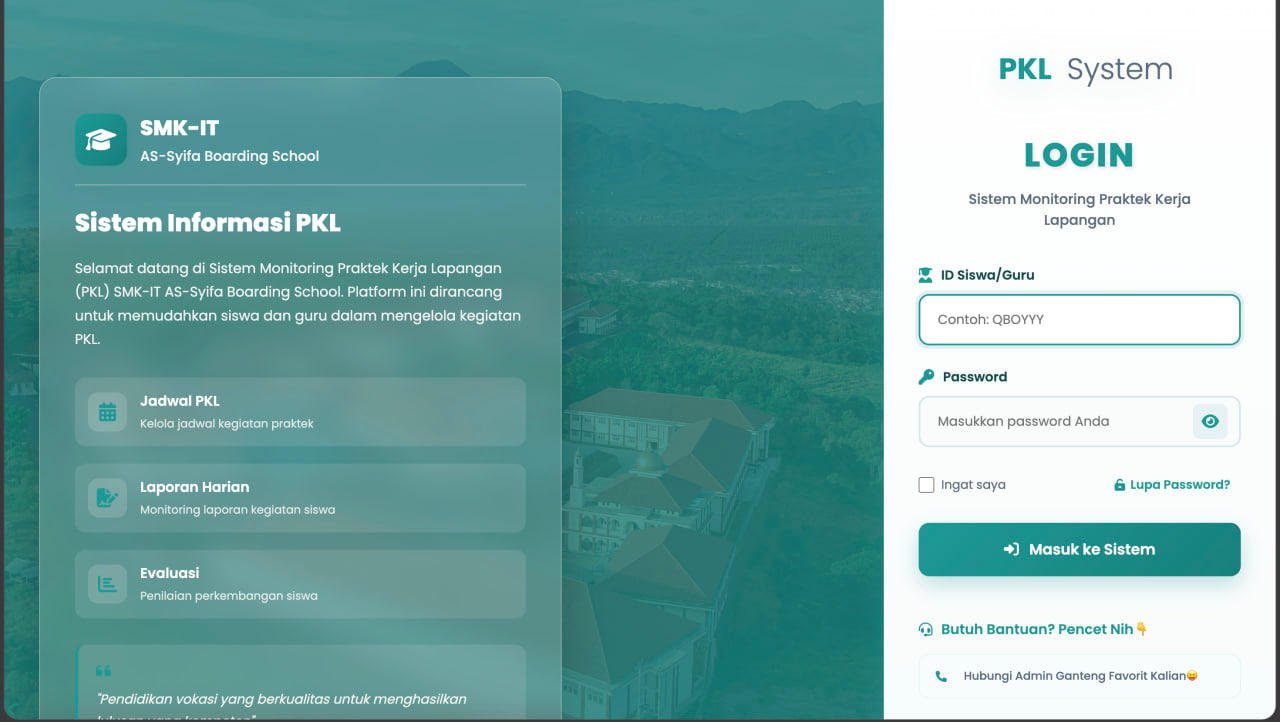 SMK-IT
AS-Syifa Boarding School
Sistem Informasi PKL
Selamat datang di Sistem Monitoring Praktek Kerja Lapangan
(PKL) SMK-IT AS-Syifa Boarding School. Platform ini dirancang
untuk memudahkan siswa dan guru dalam mengelola kegiatan
PKL.
Jadwal PKL
Kelola jadwal kegiatan praktek
Laporan Harian
Monitoring laporan kegiatan siswa
Evaluasi
Penilaian perkembangan siswa
"Pendidikan vokasi yang berkualitas untuk menghasilkan
lulusan yang kompeten"
PKL System
LOGIN
Sistem Monitoring Praktek Kerja
Lapangan
ID Siswa/Guru
Contoh: QBOYYY
Password
Masukkan password Anda
Ingat saya
Lupa Password?
Masuk ke Sistem
Butuh Bantuan? Pencet Nih👇
Hubungi Admin Ganteng Favorit Kalian😝